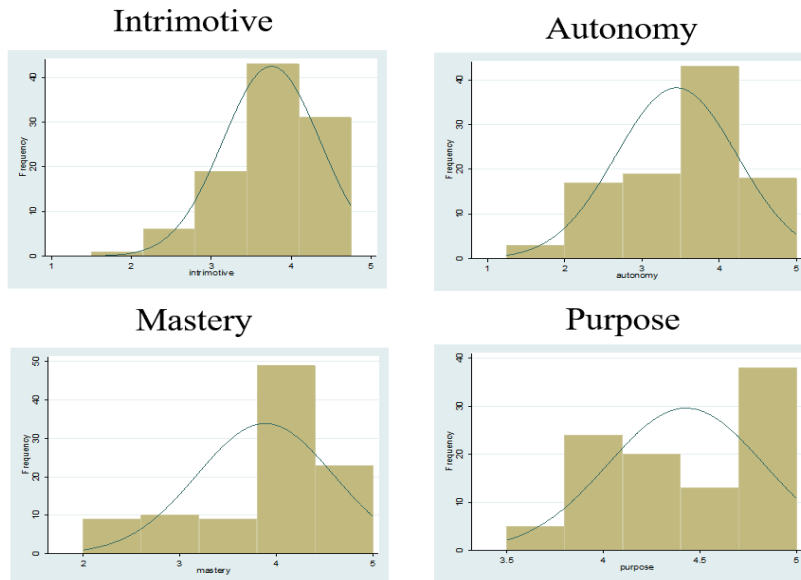 Intrimotive
Autonomy
Frequency
0 10 20 30 40
1 2 3 4 5
intrimotive
Frequency
0 10 20 30 40
1 2 3 4 5
autonomy
Mastery
Purpose
Frequency
0 10 20 30 40 50
2 3 4 5
mastery
Frequency
0 10 20 30 40
3.5 4 4.5 5
purpose